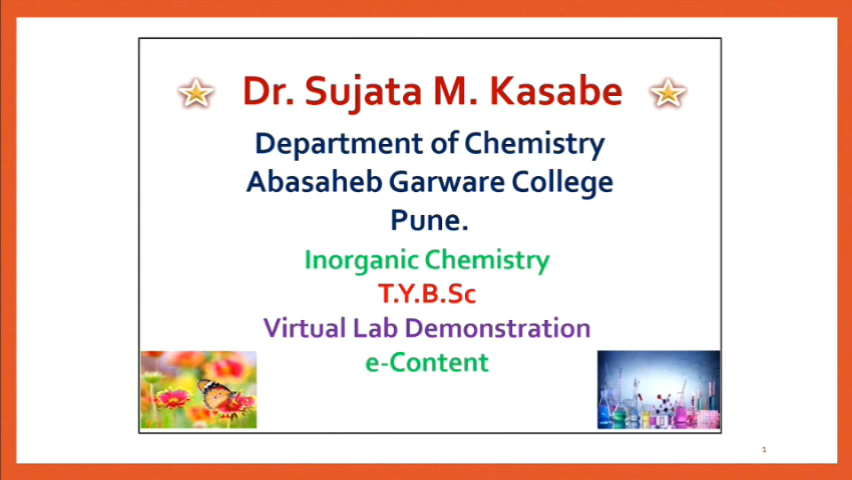 Dr. Sujata M. Kasabe
Department of Chemistry
Abasaheb Garware College
Pune.
Inorganic Chemistry
T.Y.B.Sc
Virtual Lab Demonstration
e-Content
1